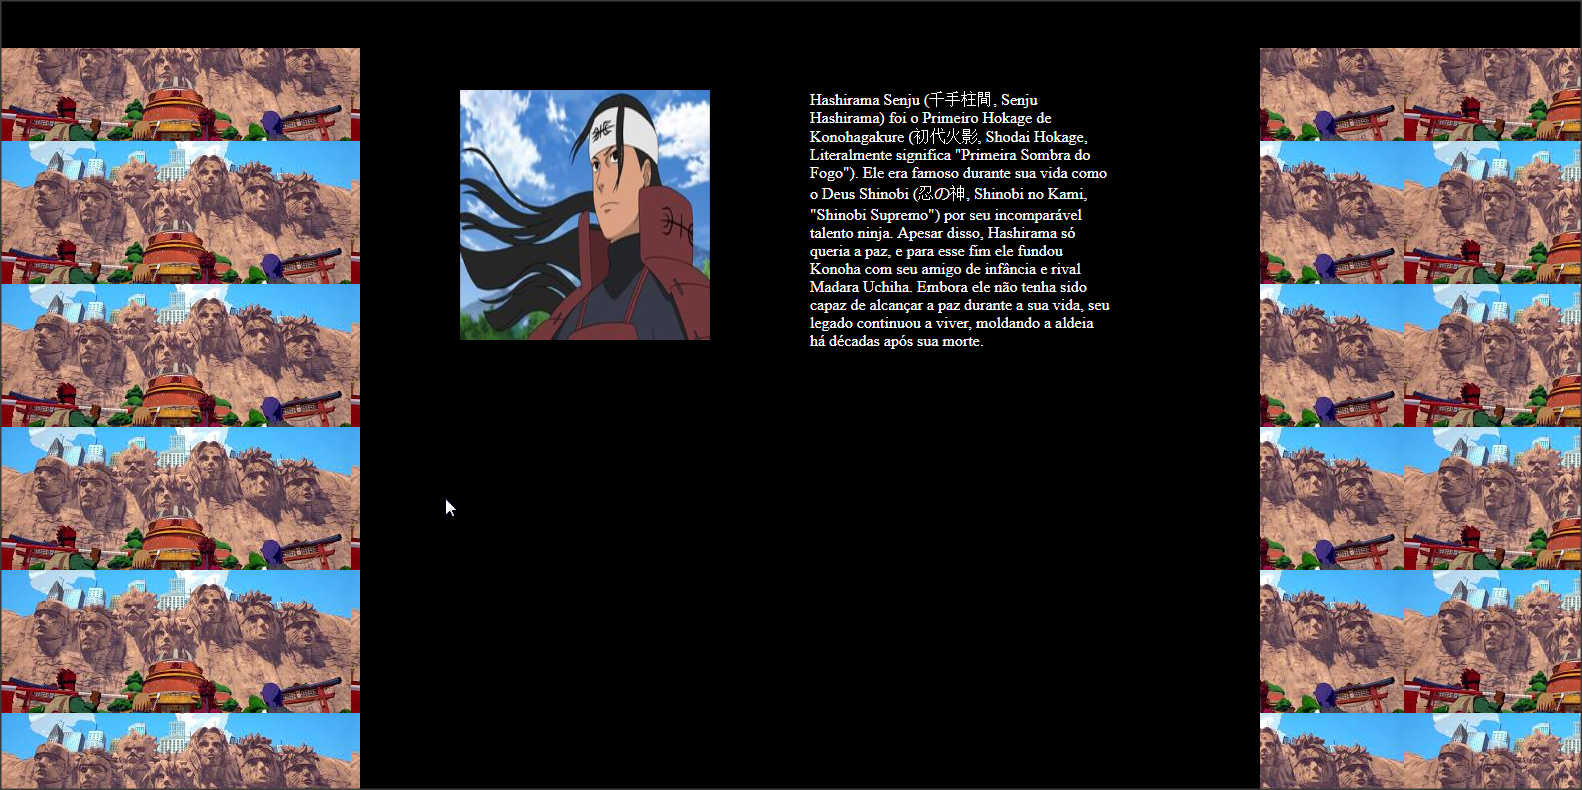 Hashirama Senju (千手柱間, Senju
Hashirama) foi o Primeiro Hokage de
Konohagakure (初代火影, Shodai Hokage,
Literalmente significa "Primeira Sombra do
Fogo"). Ele era famoso durante sua vida como
o Deus Shinobi (忍の神, Shinobi no Kami,
"Shinobi Supremo") por seu incomparável
talento ninja. Apesar disso, Hashirama só
queria a paz, e para esse fim ele fundou
Konoha com seu amigo de infância e rival
Madara Uchiha. Embora ele não tenha sido
capaz de alcançar a paz durante a sua vida, seu
legado continuou a viver, moldando a aldeia
há décadas após sua morte.